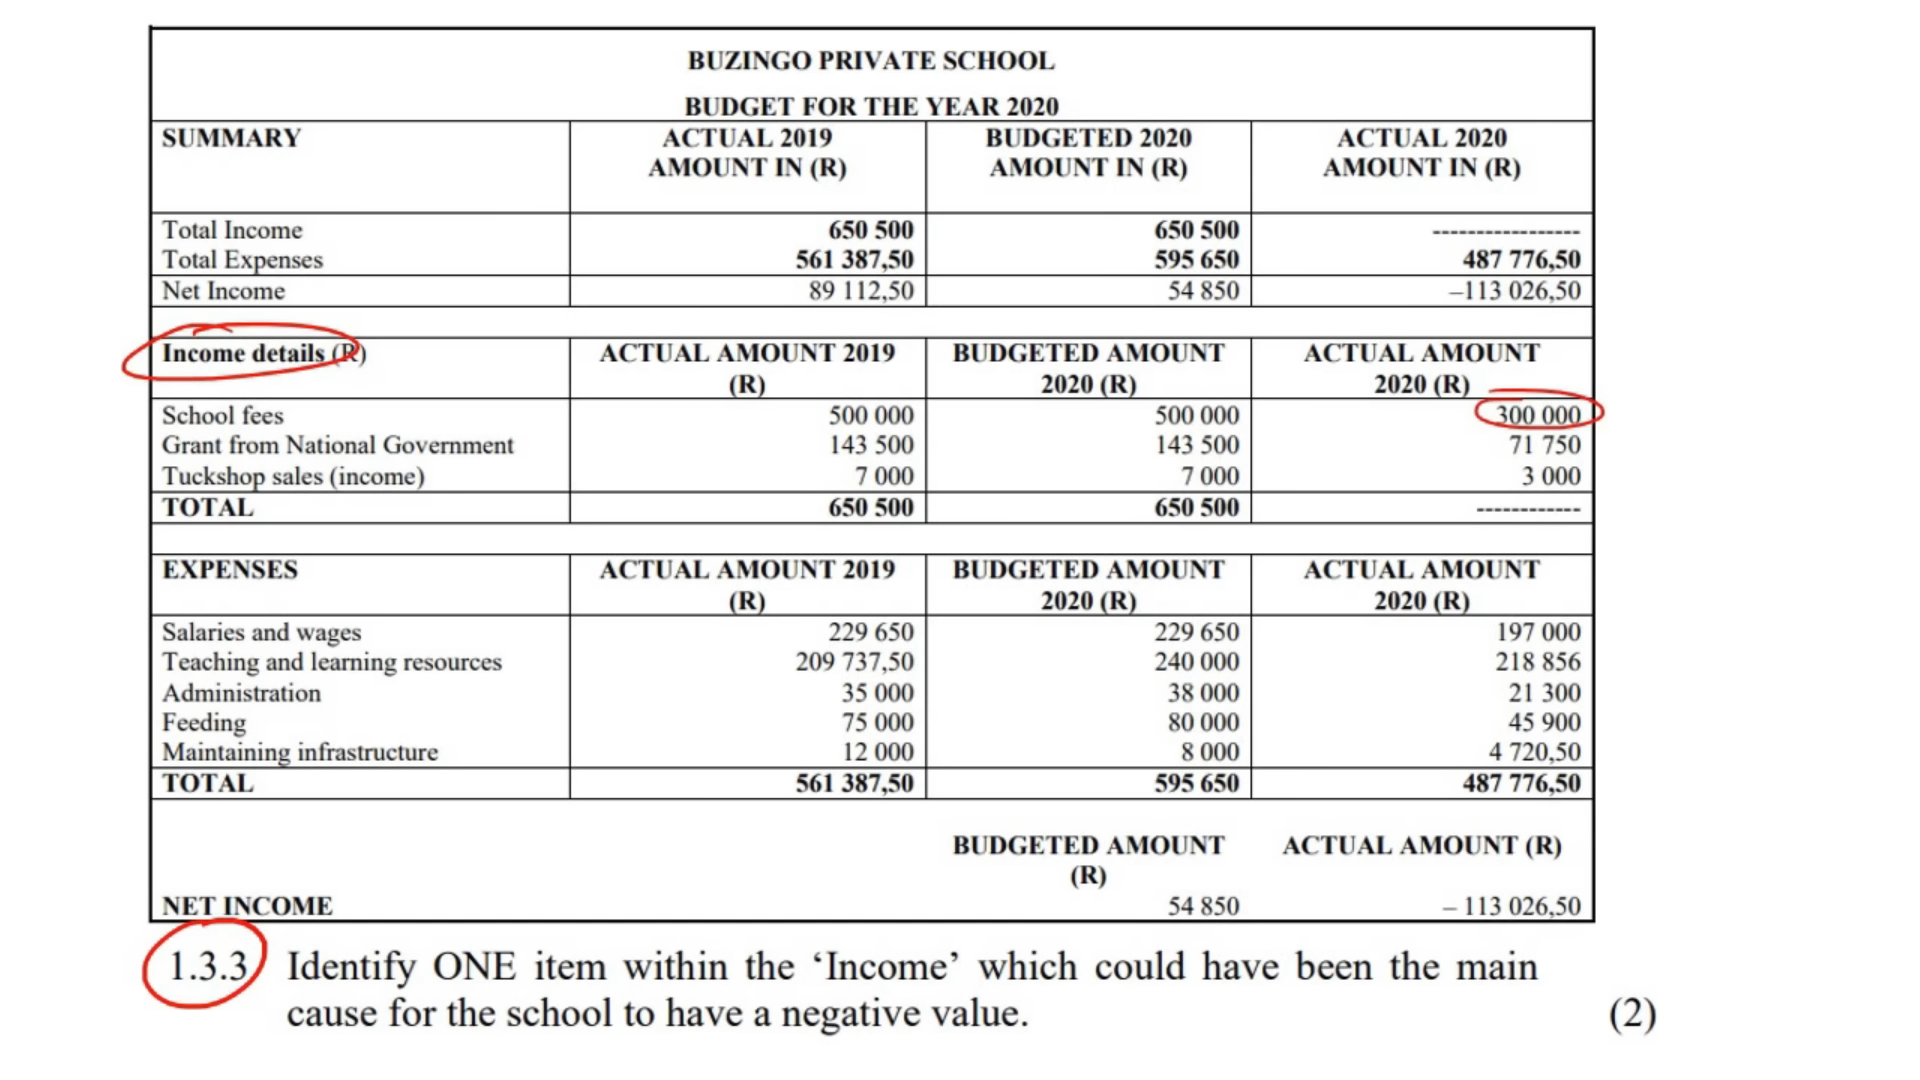 BUZINGO PRIVATE SCHOOL
BUDGET FOR THE YEAR 2020
SUMMARY ACTUAL 2019 AMOUNT IN (R) BUDGETED 2020 AMOUNT IN (R) ACTUAL 2020 AMOUNT IN (R)
Total Income 650 500 650 500 -----------------
Total Expenses 561 387,50 595 650 487 776,50
Net Income 89 112,50 54 850 –113 026,50
Income details (R) ACTUAL AMOUNT 2019 (R) BUDGETED AMOUNT 2020 (R) ACTUAL AMOUNT 2020 (R)
School fees 500 000 500 000 300 000
Grant from National Government 143 500 143 500 71 750
Tuckshop sales (income) 7 000 7 000 3 000
TOTAL 650 500 650 500 ------------
EXPENSES ACTUAL AMOUNT 2019 (R) BUDGETED AMOUNT 2020 (R) ACTUAL AMOUNT 2020 (R)
Salaries and wages 229 650 229 650 197 000
Teaching and learning resources 209 737,50 240 000 218 856
Administration 35 000 38 000 21 300
Feeding 75 000 80 000 45 900
Maintaining infrastructure 12 000 8 000 4 720,50
TOTAL 561 387,50 595 650 487 776,50
BUDGETED AMOUNT (R) ACTUAL AMOUNT (R)
NET INCOME 54 850 – 113 026,50
1.3.3 Identify ONE item within the ‘Income’ which could have been the main
cause for the school to have a negative value. (2)